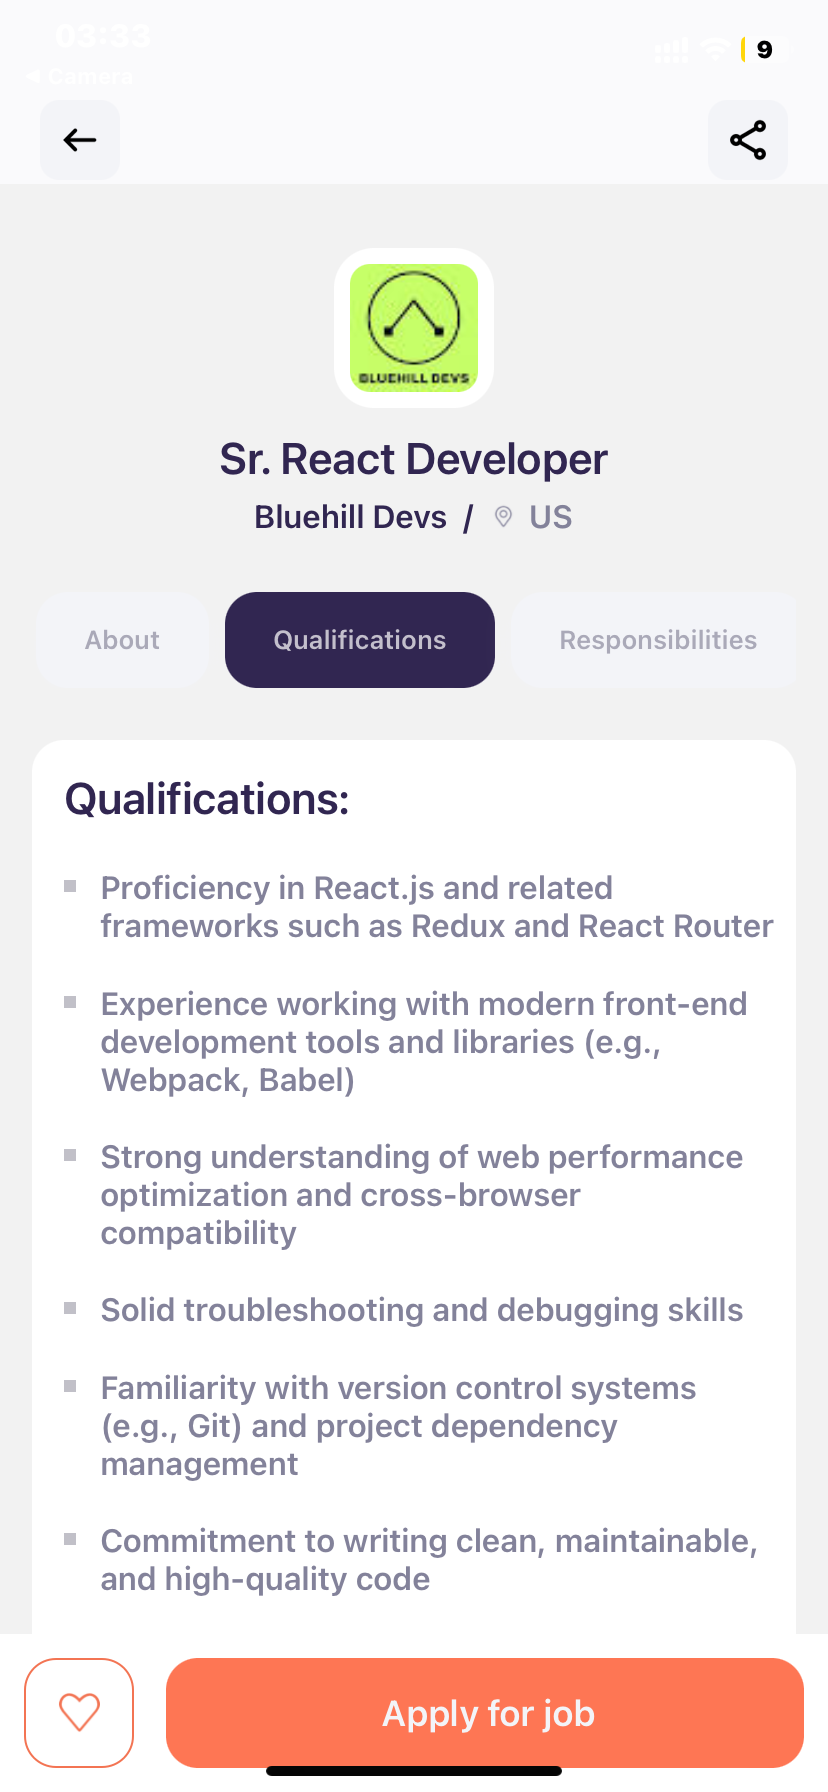 03:33
9
◀ Camera
BLUEHILL DEVS
Sr. React Developer
Bluehill Devs / US
About Qualifications Responsibilities
Qualifications:
Proficiency in React.js and related
frameworks such as Redux and React Router
Experience working with modern front-end
development tools and libraries (e.g.,
Webpack, Babel)
Strong understanding of web performance
optimization and cross-browser
compatibility
Solid troubleshooting and debugging skills
Familiarity with version control systems
(e.g., Git) and project dependency
management
Commitment to writing clean, maintainable,
and high-quality code
Apply for job